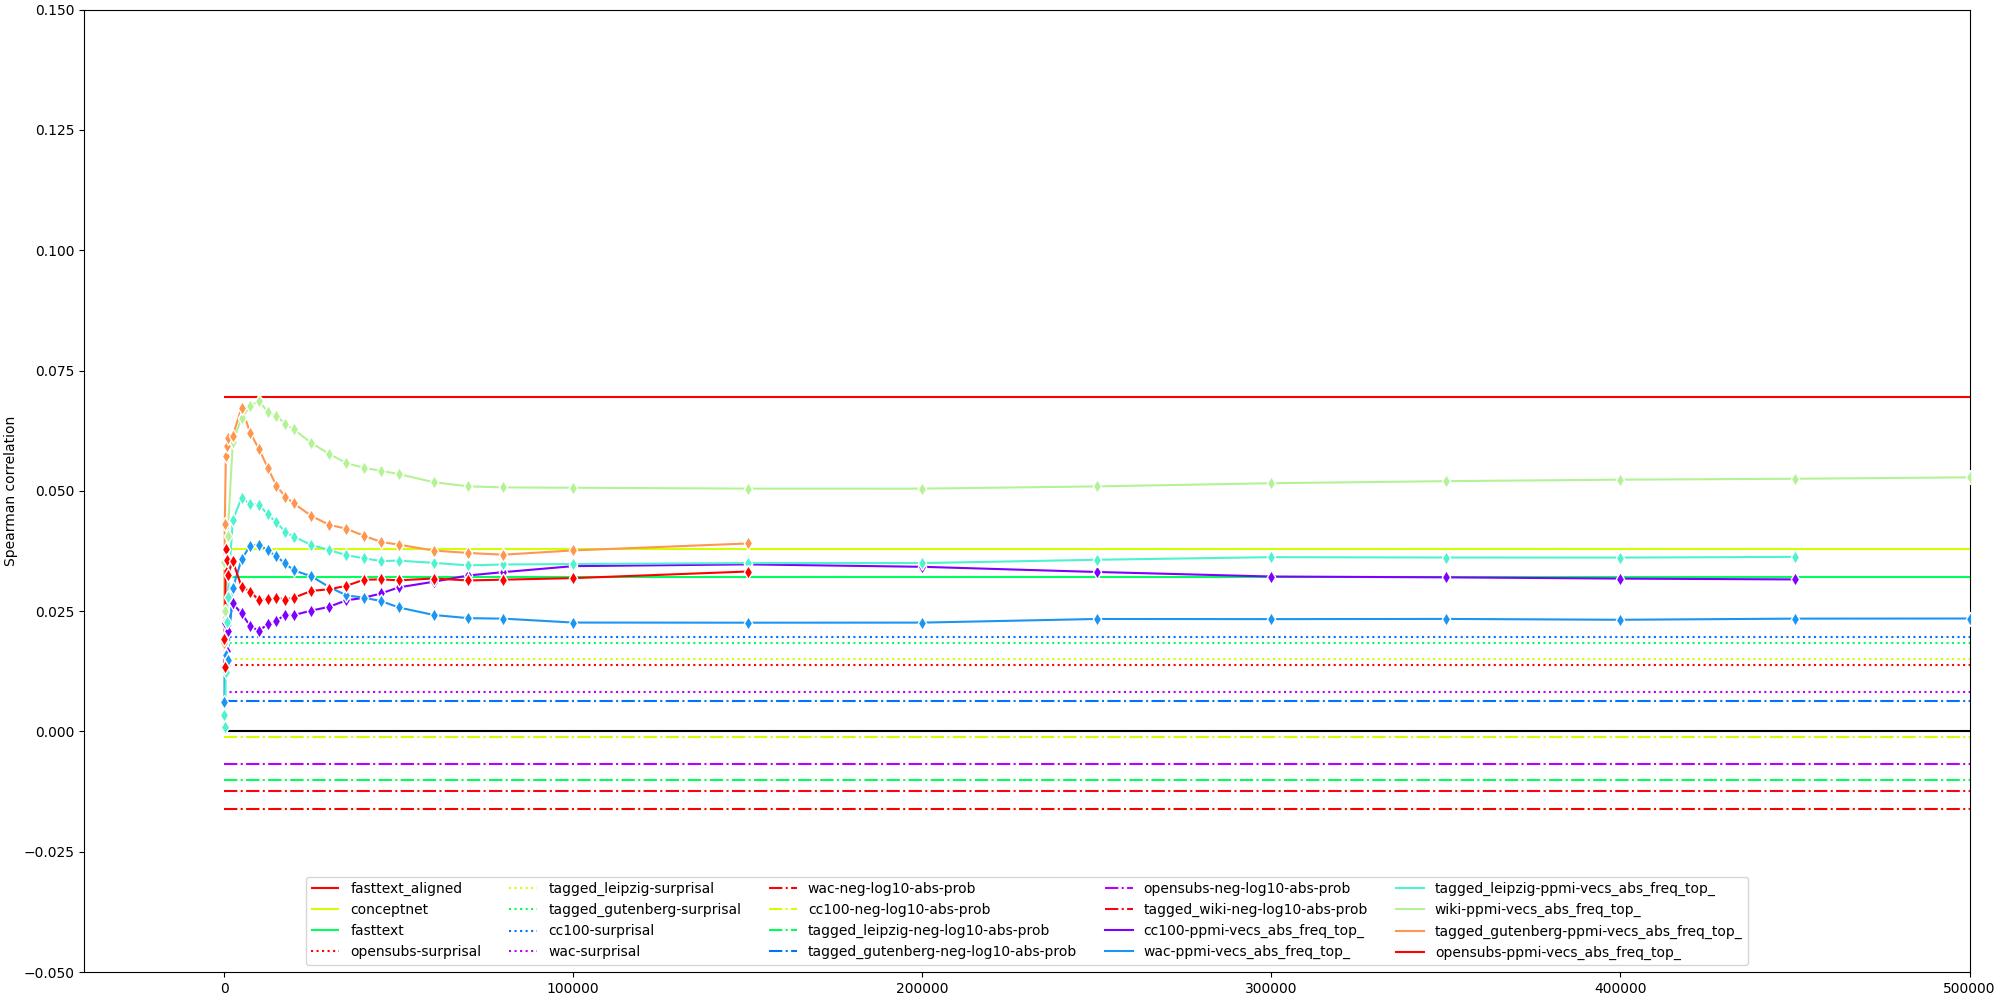 0.150
0.125
0.100
0.075
0.050
0.025
0.000
−0.025
−0.050
Spearman correlation
fasttext_aligned
conceptnet
fasttext
opensubs-surprisal
tagged_leipzig-surprisal
tagged_gutenberg-surprisal
cc100-surprisal
wac-surprisal
wac-neg-log10-abs-prob
cc100-neg-log10-abs-prob
tagged_leipzig-neg-log10-abs-prob
tagged_gutenberg-neg-log10-abs-prob
opensubs-neg-log10-abs-prob
tagged_wiki-neg-log10-abs-prob
cc100-ppmi-vecs_abs_freq_top_
wac-ppmi-vecs_abs_freq_top_
tagged_leipzig-ppmi-vecs_abs_freq_top_
wiki-ppmi-vecs_abs_freq_top_
tagged_gutenberg-ppmi-vecs_abs_freq_top_
opensubs-ppmi-vecs_abs_freq_top_
0 100000 200000 300000 400000 500000